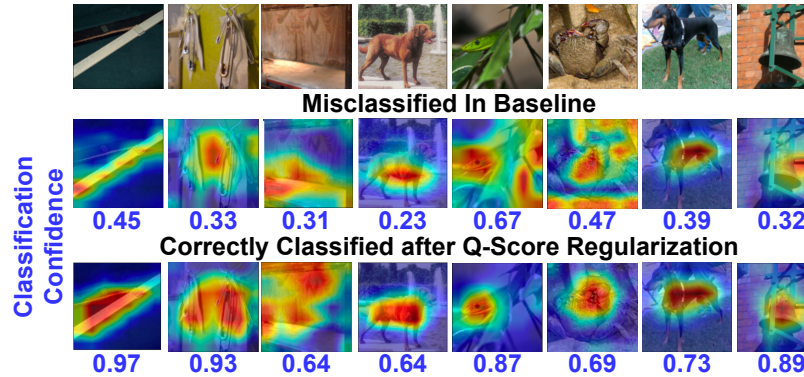 Misclassified In Baseline
Classification
Confidence
0.45 0.33 0.31 0.23 0.67 0.47 0.39 0.32
Correctly Classified after Q-Score Regularization
0.97 0.93 0.64 0.64 0.87 0.69 0.73 0.89